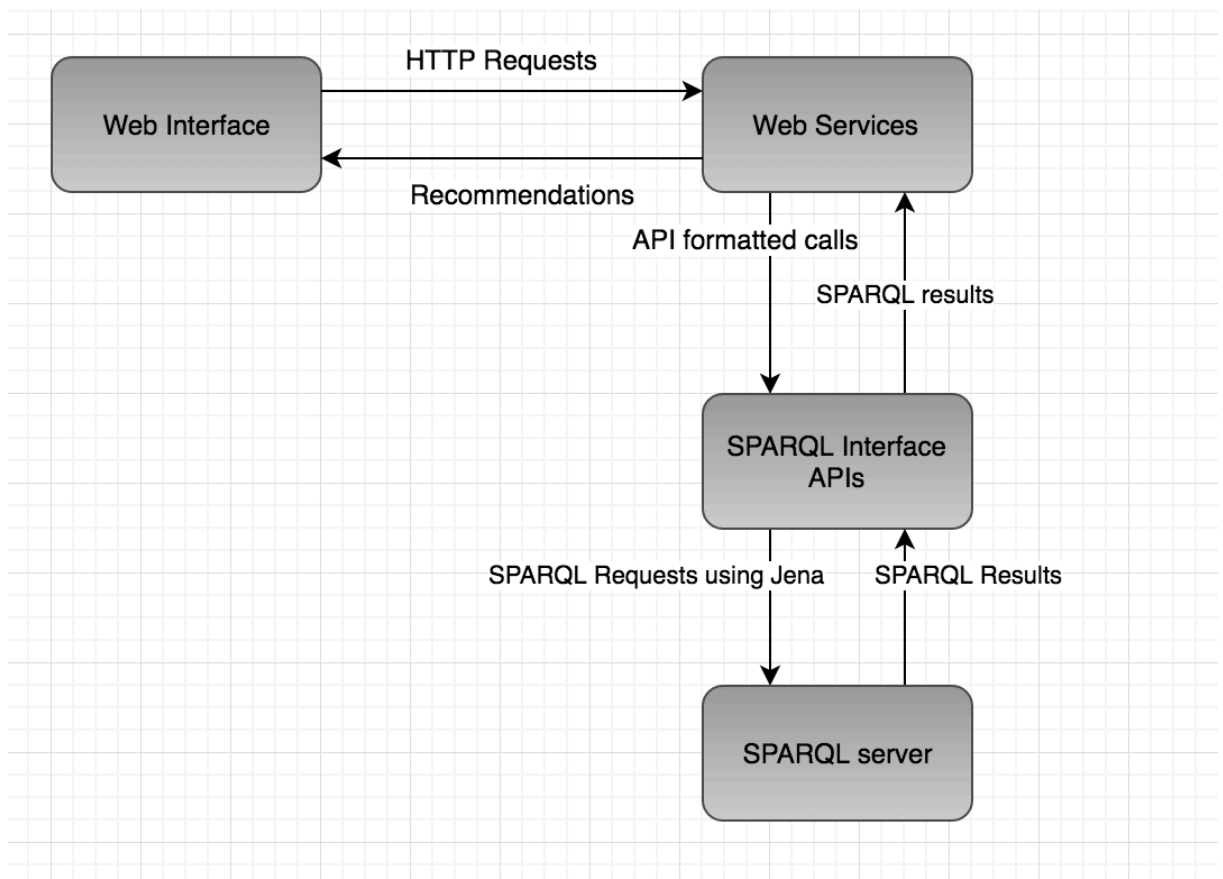 HTTP Requests
Web Interface
Web Services
Recommendations
API formatted calls
SPARQL results
SPARQL Interface
APIs
SPARQL Requests using Jena
SPARQL Results
SPARQL server